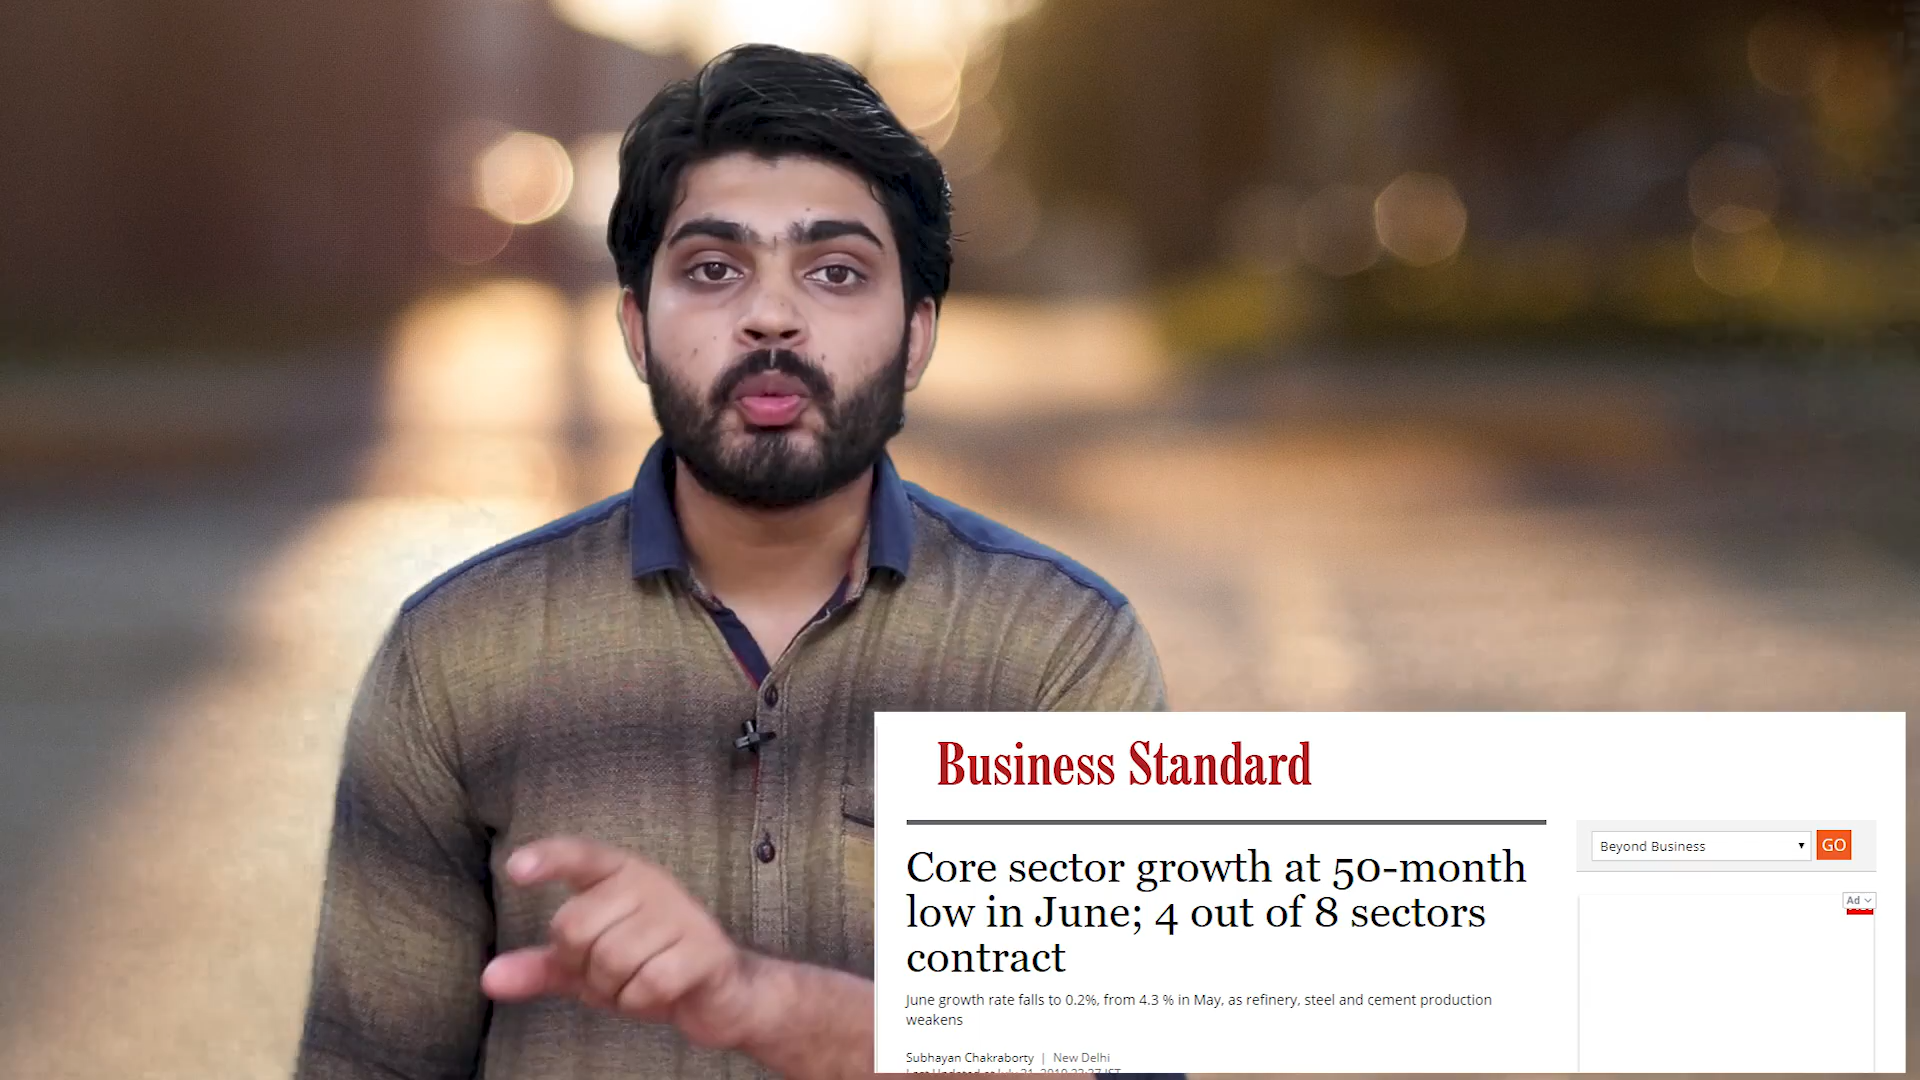 Business Standard
Beyond Business
GO
Ad
Core sector growth at 50-month
low in June; 4 out of 8 sectors
contract
June growth rate falls to 0.2%, from 4.3 % in May, as refinery, steel and cement production
weakens
Subhayan Chakraborty | New Delhi